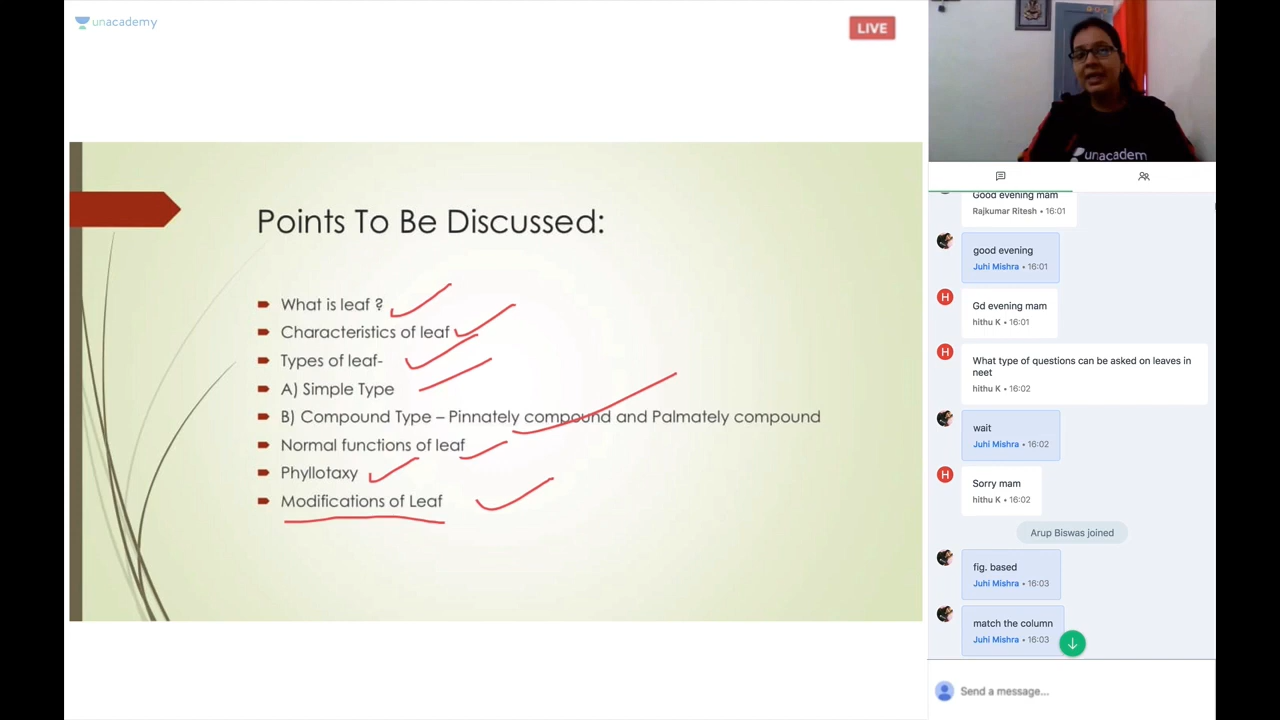 unacademy
LIVE
Points To Be Discussed:
What is leaf ?
Characteristics of leaf
Types of leaf-
A) Simple Type
B) Compound Type – Pinnately compound and Palmately compound
Normal functions of leaf
Phyllotaxy
Modifications of Leaf
unacadem
Good evening mam
Rajkumar Ritesh • 16:01
good evening
Juhi Mishra • 16:01
H
Gd evening mam
hithu K • 16:01
H
What type of questions can be asked on leaves in
neet
hithu K • 16:02
wait
Juhi Mishra • 16:02
H
Sorry mam
hithu K • 16:02
Arup Biswas joined
fig. based
Juhi Mishra • 16:03
match the column
Juhi Mishra • 16:03
Send a message...